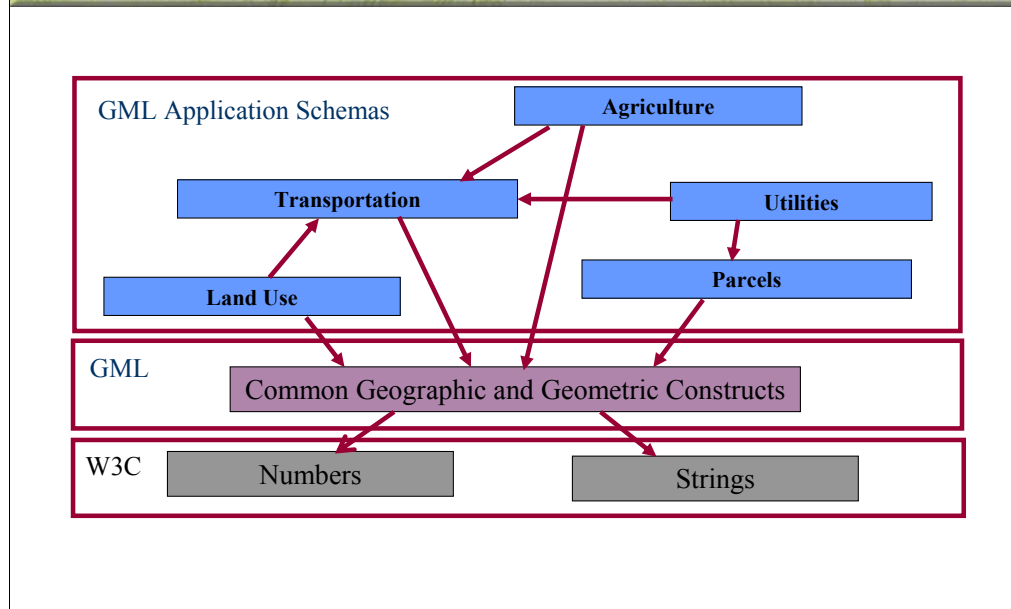 GML Application Schemas
Agriculture
Transportation
Utilities
Land Use
Parcels
GML
Common Geographic and Geometric Constructs
W3C
Numbers
Strings